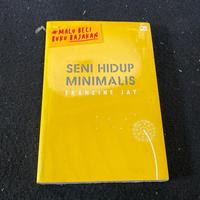 #MALU BELI
BUKU BAJAKAN
SENI HIDUP
MINIMALIS
FRANCINE JAY